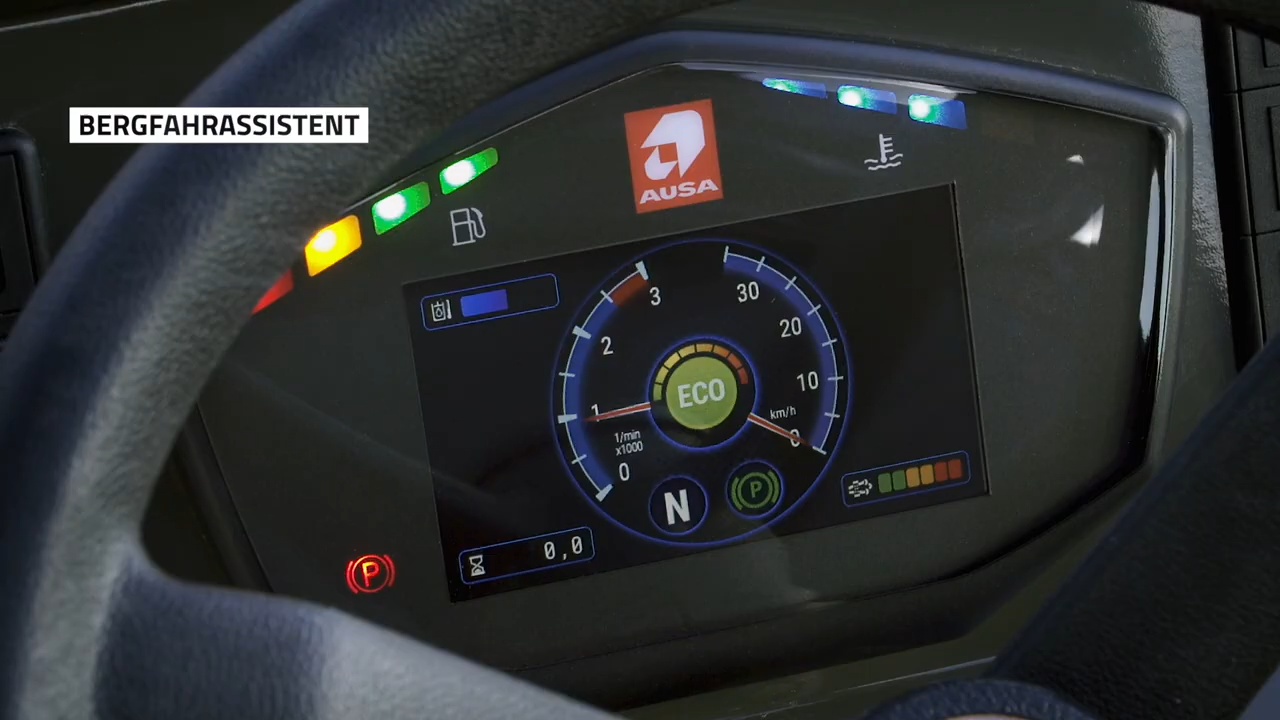 BERGFAHRASSISTENT
AUSA
3
30
2
20
1
10
ECO
km/h
1/min
x1000
0
0
N
P
0,0
P